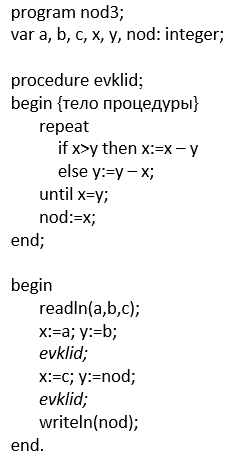 program nod3;
var a, b, c, x, y, nod: integer;
procedure evklid;
begin {тело процедуры}
repeat
if x>y then x:=x – y
else y:=y – x;
until x=y;
nod:=x;
end;
begin
readln(a,b,c);
x:=a; y:=b;
evklid;
x:=c; y:=nod;
evklid;
writeln(nod);
end.